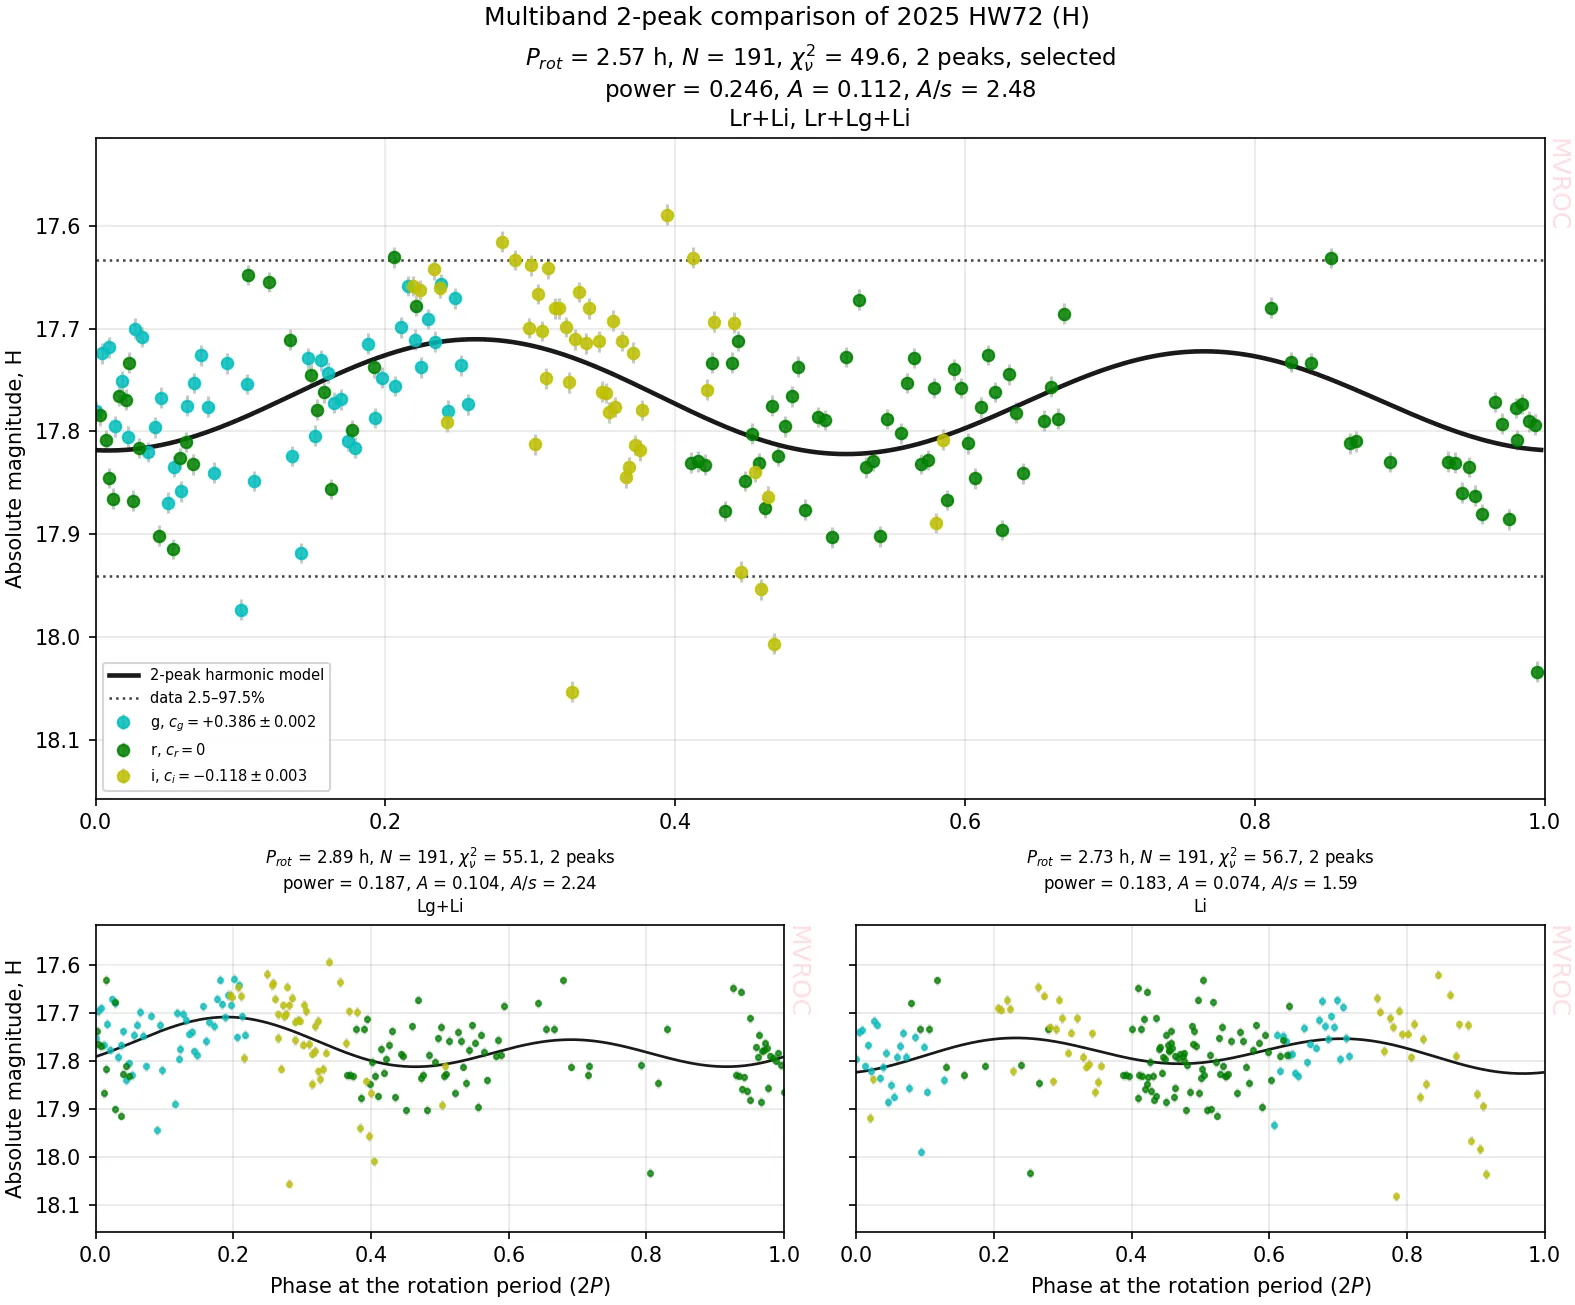 Multiband 2-peak comparison of 2025 HW72 (H)
P_rot = 2.57 h, N = 191, χ²_ν = 49.6, 2 peaks, selected
power = 0.246, A = 0.112, A/s = 2.48
Lr+Li, Lr+Lg+Li
MVROC
Absolute magnitude, H
17.6
17.7
17.8
17.9
18.0
18.1
2-peak harmonic model
data 2.5–97.5%
g, c_g = +0.386 ± 0.002
r, c_r = 0
i, c_i = −0.118 ± 0.003
0.0 0.2 0.4 0.6 0.8 1.0
P_rot = 2.89 h, N = 191, χ²_ν = 55.1, 2 peaks
power = 0.187, A = 0.104, A/s = 2.24
Lg+Li
MVROC
Absolute magnitude, H
17.6
17.7
17.8
17.9
18.0
18.1
0.0 0.2 0.4 0.6 0.8 1.0
Phase at the rotation period (2P)
P_rot = 2.73 h, N = 191, χ²_ν = 56.7, 2 peaks
power = 0.183, A = 0.074, A/s = 1.59
Li
MVROC
0.0 0.2 0.4 0.6 0.8 1.0
Phase at the rotation period (2P)